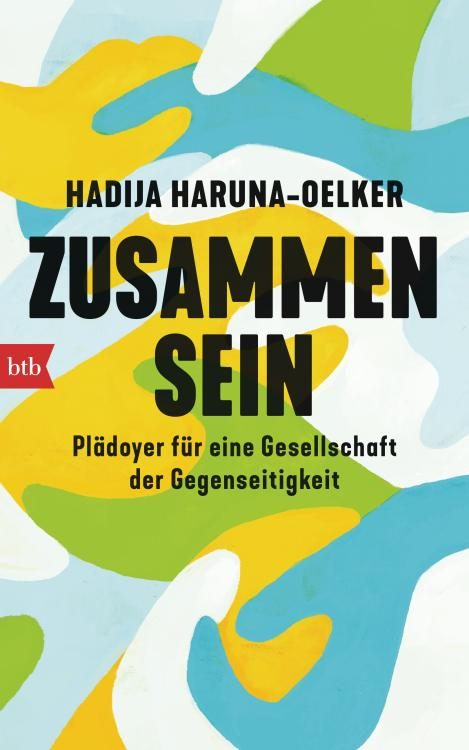 HADIJA HARUNA-OELKER
ZUSAMMEN
SEIN
btb
Plädoyer für eine Gesellschaft
der Gegenseitigkeit